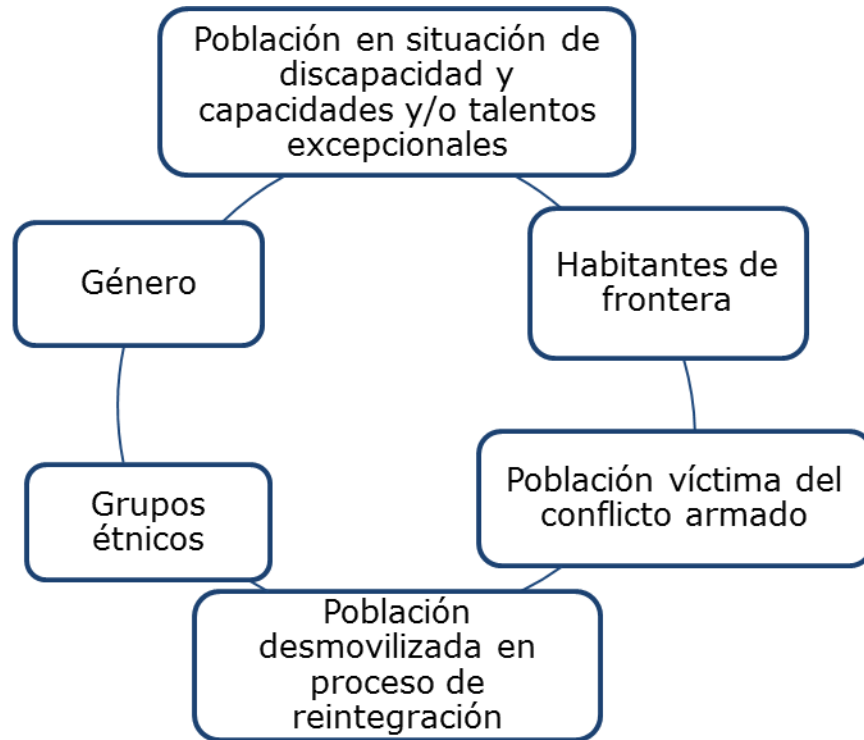 Población en situación de
discapacidad y
capacidades y/o talentos
excepcionales
Habitantes de
frontera
Población víctima del
conflicto armado
Población
desmovilizada en
proceso de
reintegración
Grupos
étnicos
Género